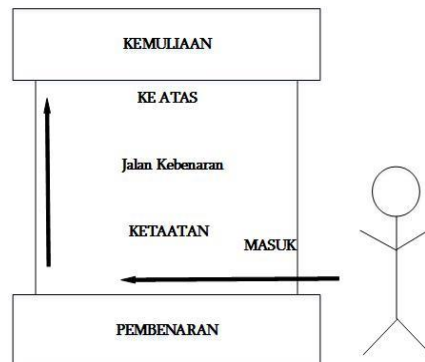 KEMULIAAN
KE ATAS
Jalan Kebenaran
KETAATAN
MASUK
PEMBENARAN